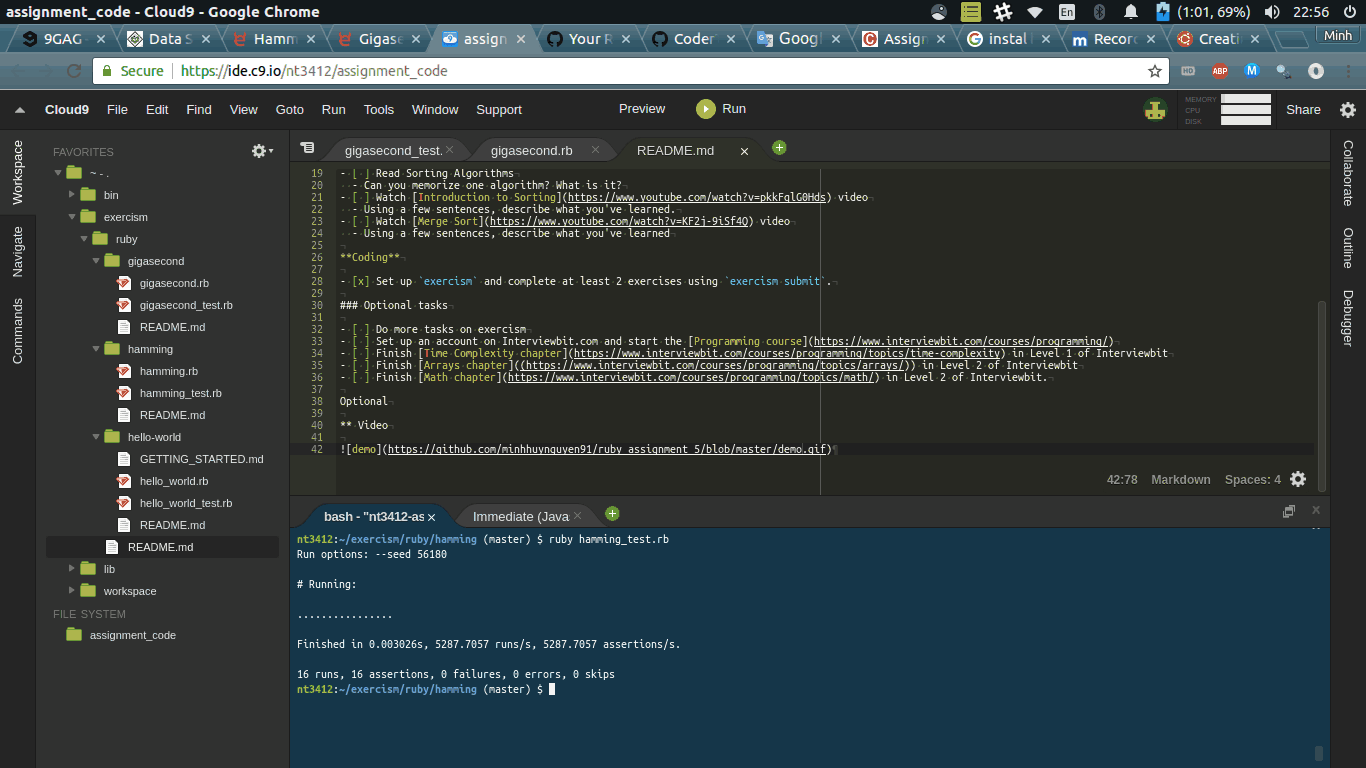 assignment_code - Cloud9 - Google Chrome
En (1:01, 69%) 22:56
9GAG Data S Hamm Gigase assign Your R Coder Googl Assign instal Recor Creati Minh
Secure https://ide.c9.io/nt3412/assignment_code ABP
Cloud9 File Edit Find View Goto Run Tools Window Support Preview Run MEMORY CPU DISK Share
Workspace
Navigate
Commands
FAVORITES
~ - .
bin
exercism
ruby
gigasecond
gigasecond.rb
gigasecond_test.rb
README.md
hamming
hamming.rb
hamming_test.rb
README.md
hello-world
GETTING_STARTED.md
hello_world.rb
hello_world_test.rb
README.md
README.md
lib
workspace
FILE SYSTEM
assignment_code
gigasecond_test. gigasecond.rb README.md
19 - [ ] Read Sorting Algorithms
20 - Can you memorize one algorithm? What is it?
21 - [ ] Watch [Introduction to Sorting](https://www.youtube.com/watch?v=pkkFqlG0Hds) video
22 - Using a few sentences, describe what you've learned.
23 - [ ] Watch [Merge Sort](https://www.youtube.com/watch?v=KF2j-9iSf4Q) video
24 - Using a few sentences, describe what you've learned
25
26 **Coding**
27
28 - [x] Set up `exercism` and complete at least 2 exercises using `exercism submit`.
29
30 ### Optional tasks
31
32 - [ ] Do more tasks on exercism
33 - [ ] Set up an account on Interviewbit.com and start the [Programming course](https://www.interviewbit.com/courses/programming/)
34 - [ ] Finish [Time Complexity chapter](https://www.interviewbit.com/courses/programming/topics/time-complexity) in Level 1 of Interviewbit
35 - [ ] Finish [Arrays chapter]((https://www.interviewbit.com/courses/programming/topics/arrays/)) in Level 2 of Interviewbit
36 - [ ] Finish [Math chapter](https://www.interviewbit.com/courses/programming/topics/math/) in Level 2 of Interviewbit.
37
38 Optional
39
40 ** Video
41
42 ![demo](https://github.com/minhhuynguyen91/ruby_assignment_5/blob/master/demo.gif)
42:78 Markdown Spaces: 4
bash - "nt3412-as Immediate (Java
nt3412:~/exercism/ruby/hamming (master) $ ruby hamming_test.rb
Run options: --seed 56180
# Running:
................
Finished in 0.003026s, 5287.7057 runs/s, 5287.7057 assertions/s.
16 runs, 16 assertions, 0 failures, 0 errors, 0 skips
nt3412:~/exercism/ruby/hamming (master) $
Collaborate
Outline
Debugger